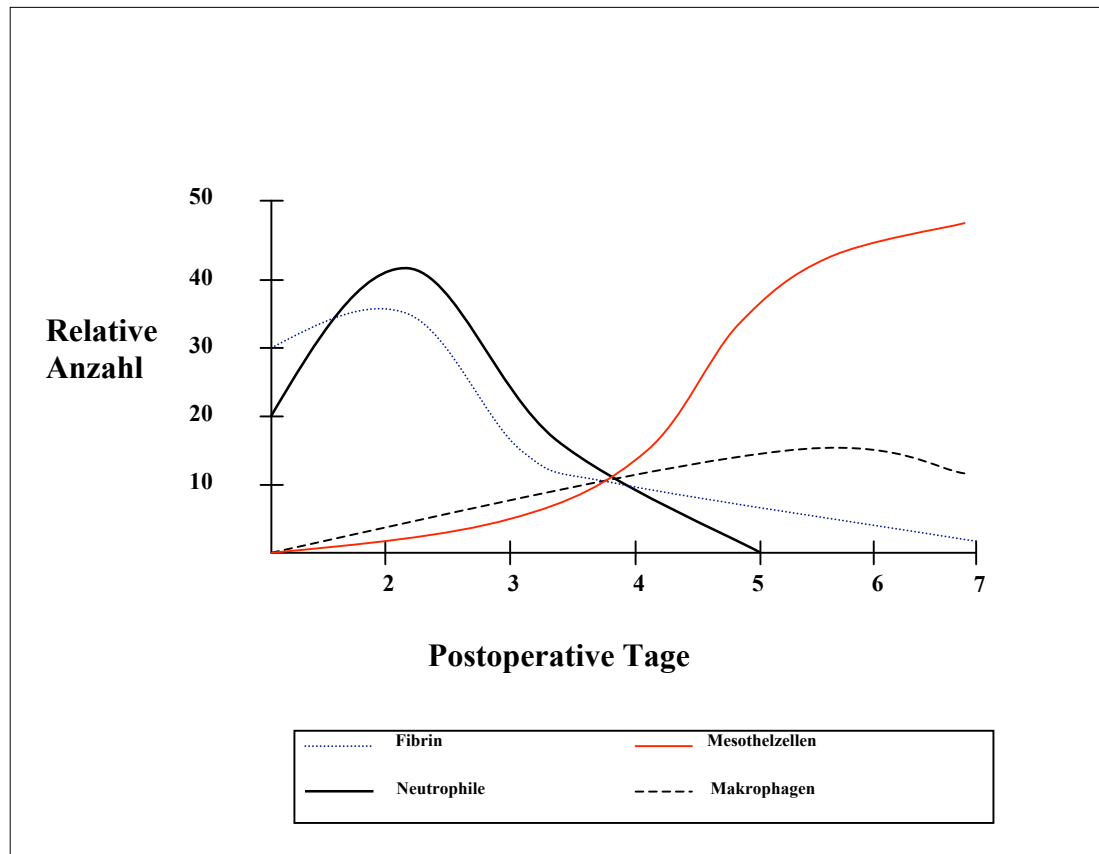 50
40
30
20
10
Relative
Anzahl
2 3 4 5 6 7
Postoperative Tage
Fibrin Mesothelzellen
Neutrophile Makrophagen